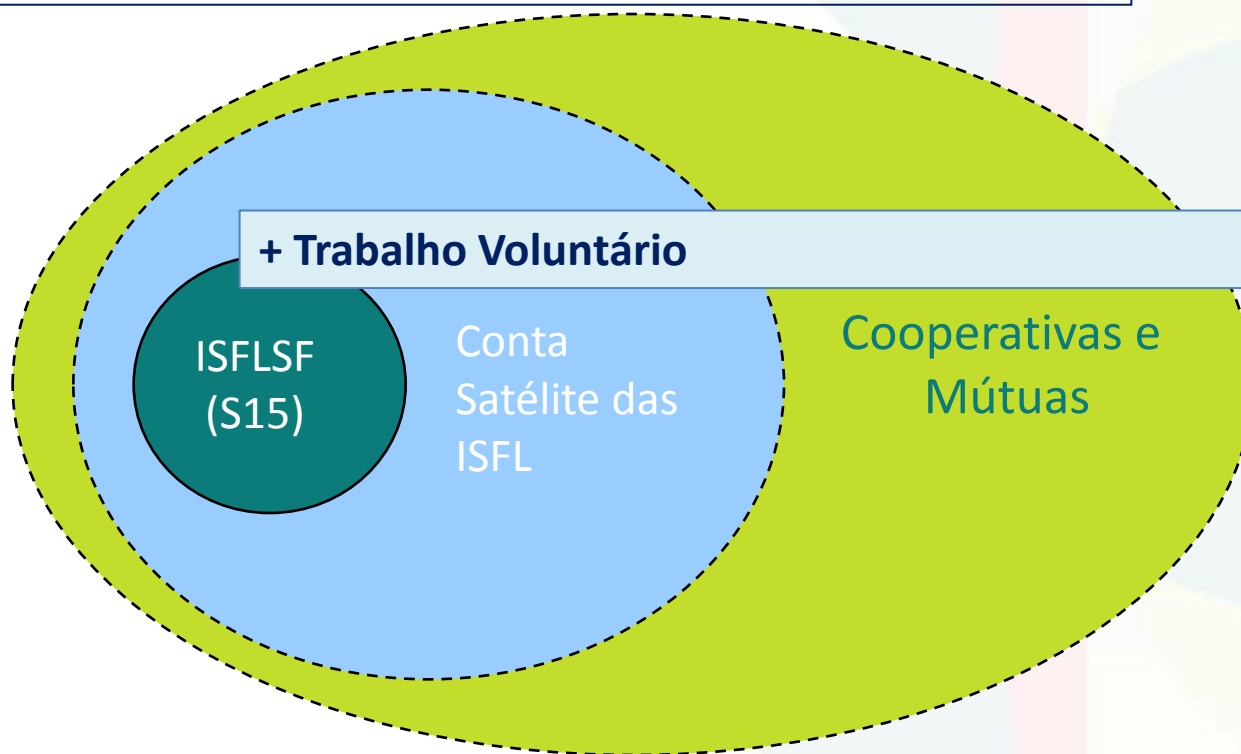 + Trabalho Voluntário
ISFLSF
(S15)
Conta
Satélite das
ISFL
Cooperativas e
Mútuas